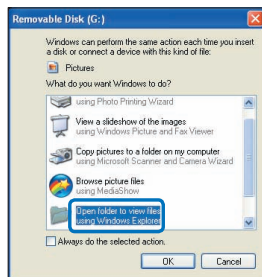 Removable Disk (G:)
Windows can perform the same action each time you insert
a disk or connect a device with this kind of file:
Pictures
What do you want Windows to do?
using Photo Printing Wizard
View a slideshow of the images
using Windows Picture and Fax Viewer
Copy pictures to a folder on my computer
using Microsoft Scanner and Camera Wizard
Browse picture files
using MediaShow
Open folder to view files
using Windows Explorer
Always do the selected action.
OK
Cancel